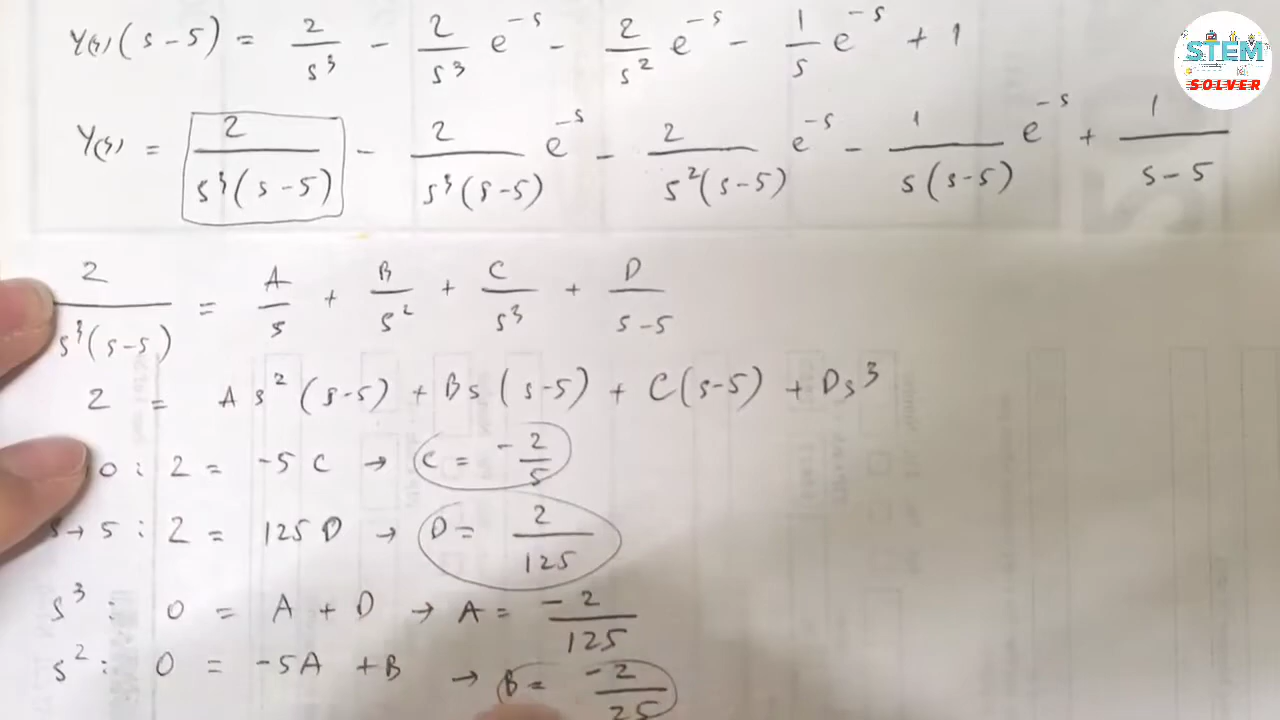 Y(s)(s-5) = 2/s³ - 2/s³ e^-s - 2/s² e^-s - 1/s e^-s + 1
STEM
SOLVER
Y(s) = 2/(s³(s-5)) - 2/(s³(s-5)) e^-s - 2/(s²(s-5)) e^-s - 1/(s(s-5)) e^-s + 1/(s-5)
2/(s³(s-5)) = A/s + B/s² + C/s³ + D/(s-5)
2 = As²(s-5) + Bs(s-5) + C(s-5) + Ds³
0 : 2 = -5C → C = -2/5
s→5 : 2 = 125D → D = 2/125
s³ : 0 = A + D → A = -2/125
s² : 0 = -5A + B → B = -2/25